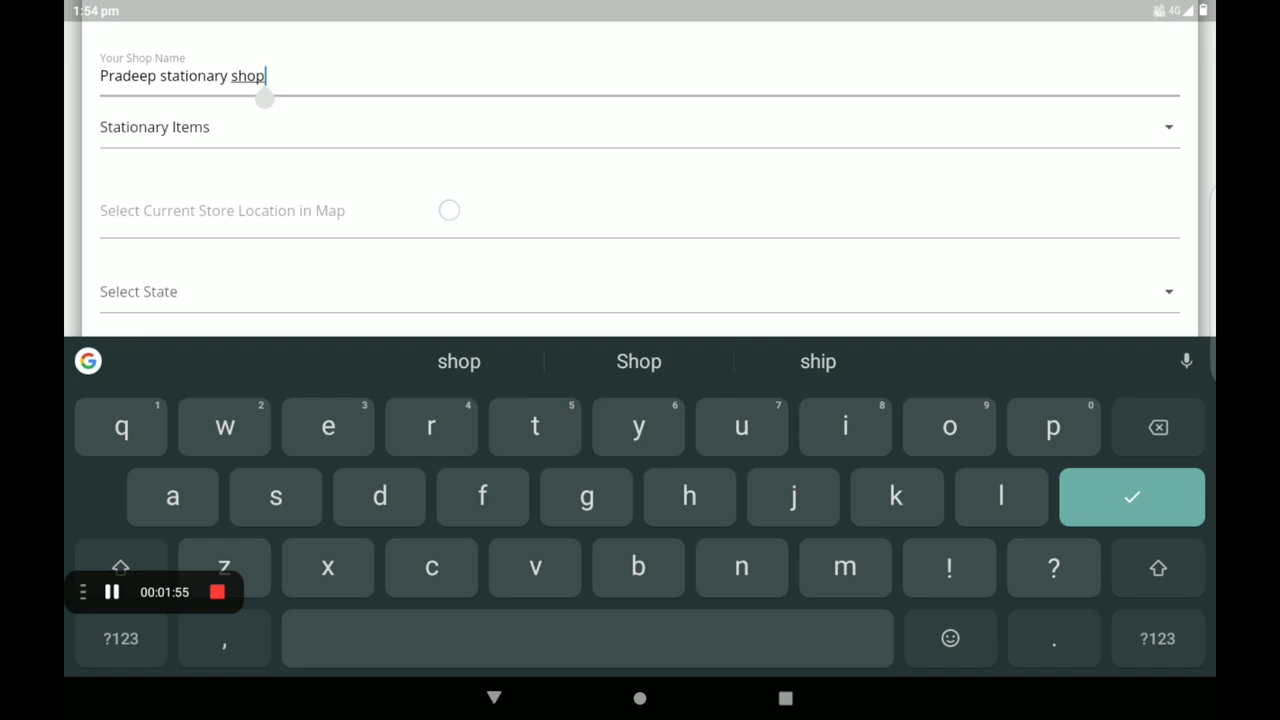 1:54 pm
4G
Your Shop Name
Pradeep stationary shop
Stationary Items
Select Current Store Location in Map
Select State
shop Shop ship
q 1 w 2 e 3 r 4 t 5 y 6 u 7 i 8 o 9 p 0
a s d f g h j k l
z x c v b n m ! ?
00:01:55
?123 , . ?123